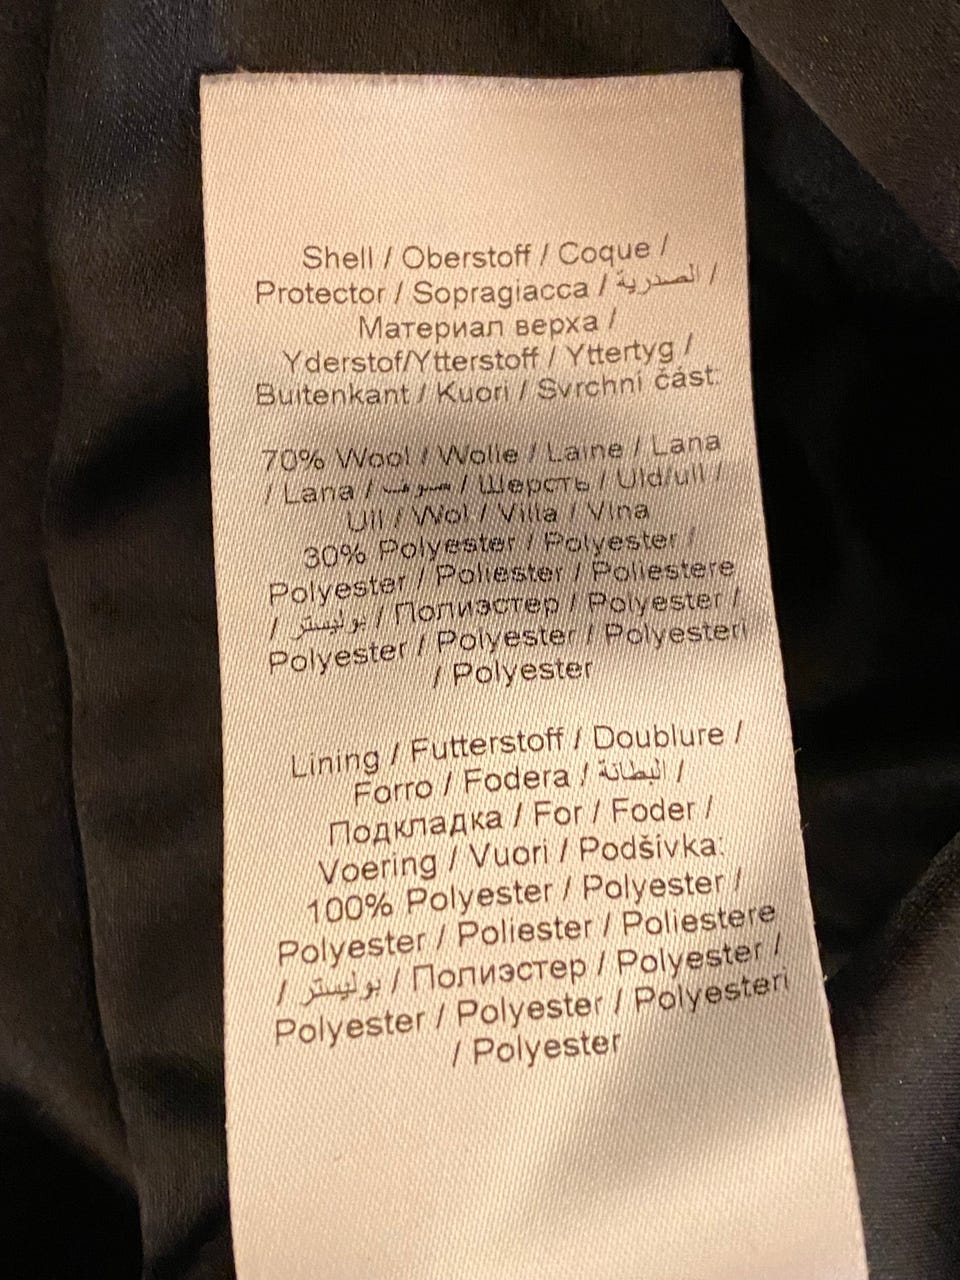 Shell / Oberstoff / Coque /
Protector / Sopragiacca / الصدرية /
Материал верха /
Yderstof/Ytterstoff / Yttertyg /
Buitenkant / Kuori / Svrchní část:
70% Wool / Wolle / Laine / Lana
/ Lana / صوف / Шерсть / Uld/ull /
Ull / Wol / Villa / Vlna
30% Polyester / Polyester /
Polyester / Poliester / Poliestere
/ بوليستر / Полиэстер / Polyester /
Polyester / Polyester / Polyesteri
/ Polyester
Lining / Futterstoff / Doublure /
Forro / Fodera / البطانة /
Подкладка / For / Foder /
Voering / Vuori / Podšívka:
100% Polyester / Polyester /
Polyester / Poliester / Poliestere
/ بوليستر / Полиэстер / Polyester /
Polyester / Polyester / Polyesteri
/ Polyester